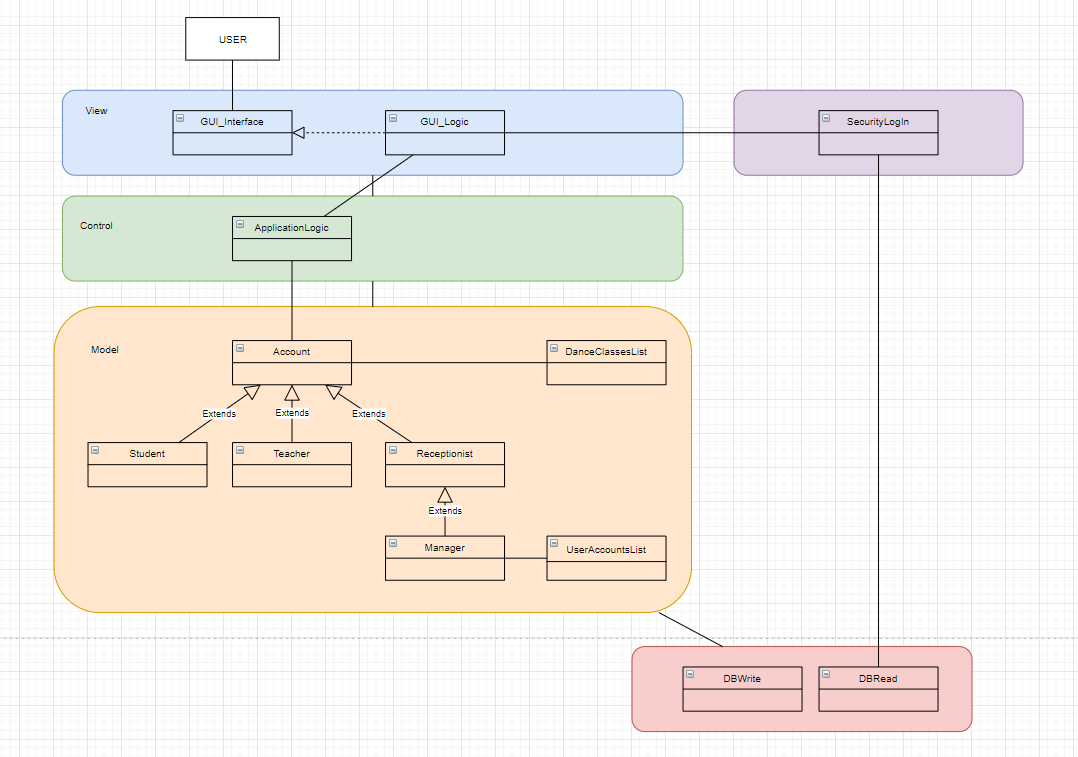 USER
View
GUI_Interface
GUI_Logic
SecurityLogIn
Control
ApplicationLogic
Model
Account
DanceClassesList
Extends
Extends
Extends
Student
Teacher
Receptionist
Extends
Manager
UserAccountsList
DBWrite
DBRead